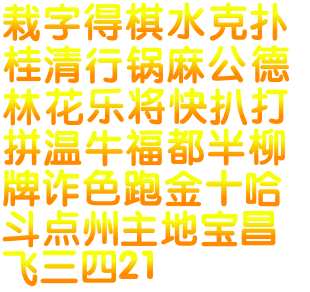 栽字得棋水克扑
桂清行锅麻公德
林花乐将快扒打
拼温牛福都半柳
牌诈色跑金十哈
斗点州主地宝昌
飞三四21